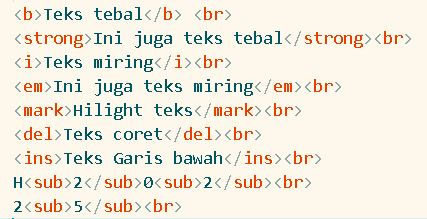 <b>Teks tebal</b> <br>
<strong>Ini juga teks tebal</strong><br>
<i>Teks miring</i><br>
<em>Ini juga teks miring</em><br>
<mark>Hilight teks</mark><br>
<del>Teks coret</del><br>
<ins>Teks Garis bawah</ins><br>
H<sub>2</sub>0<sub>2</sub><br>
2<sub>5</sub><br>